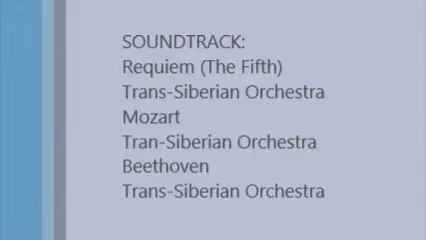 SOUNDTRACK:
Requiem (The Fifth)
Trans-Siberian Orchestra
Mozart
Tran-Siberian Orchestra
Beethoven
Trans-Siberian Orchestra